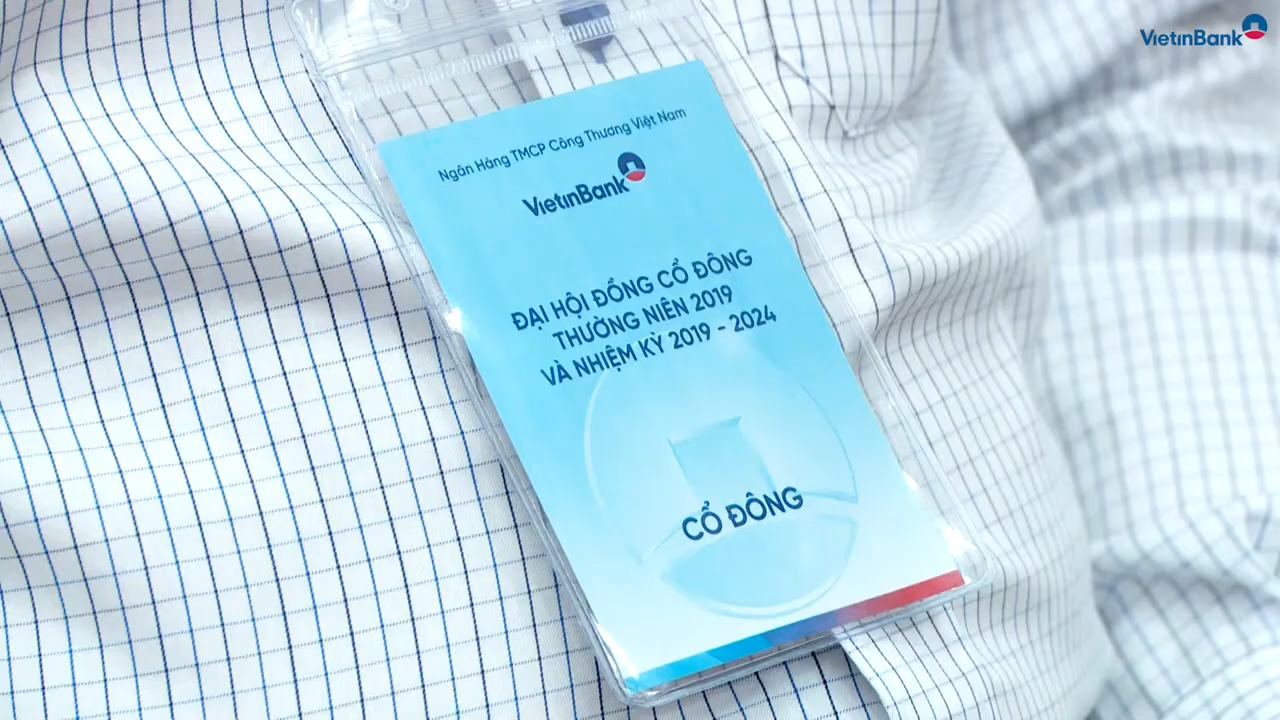 VietinBank
Ngân Hàng TMCP Công Thương Việt Nam
VietinBank
ĐẠI HỘI ĐỒNG CỔ ĐÔNG
THƯỜNG NIÊN 2019
VÀ NHIỆM KỲ 2019 - 2024
CỔ ĐÔNG